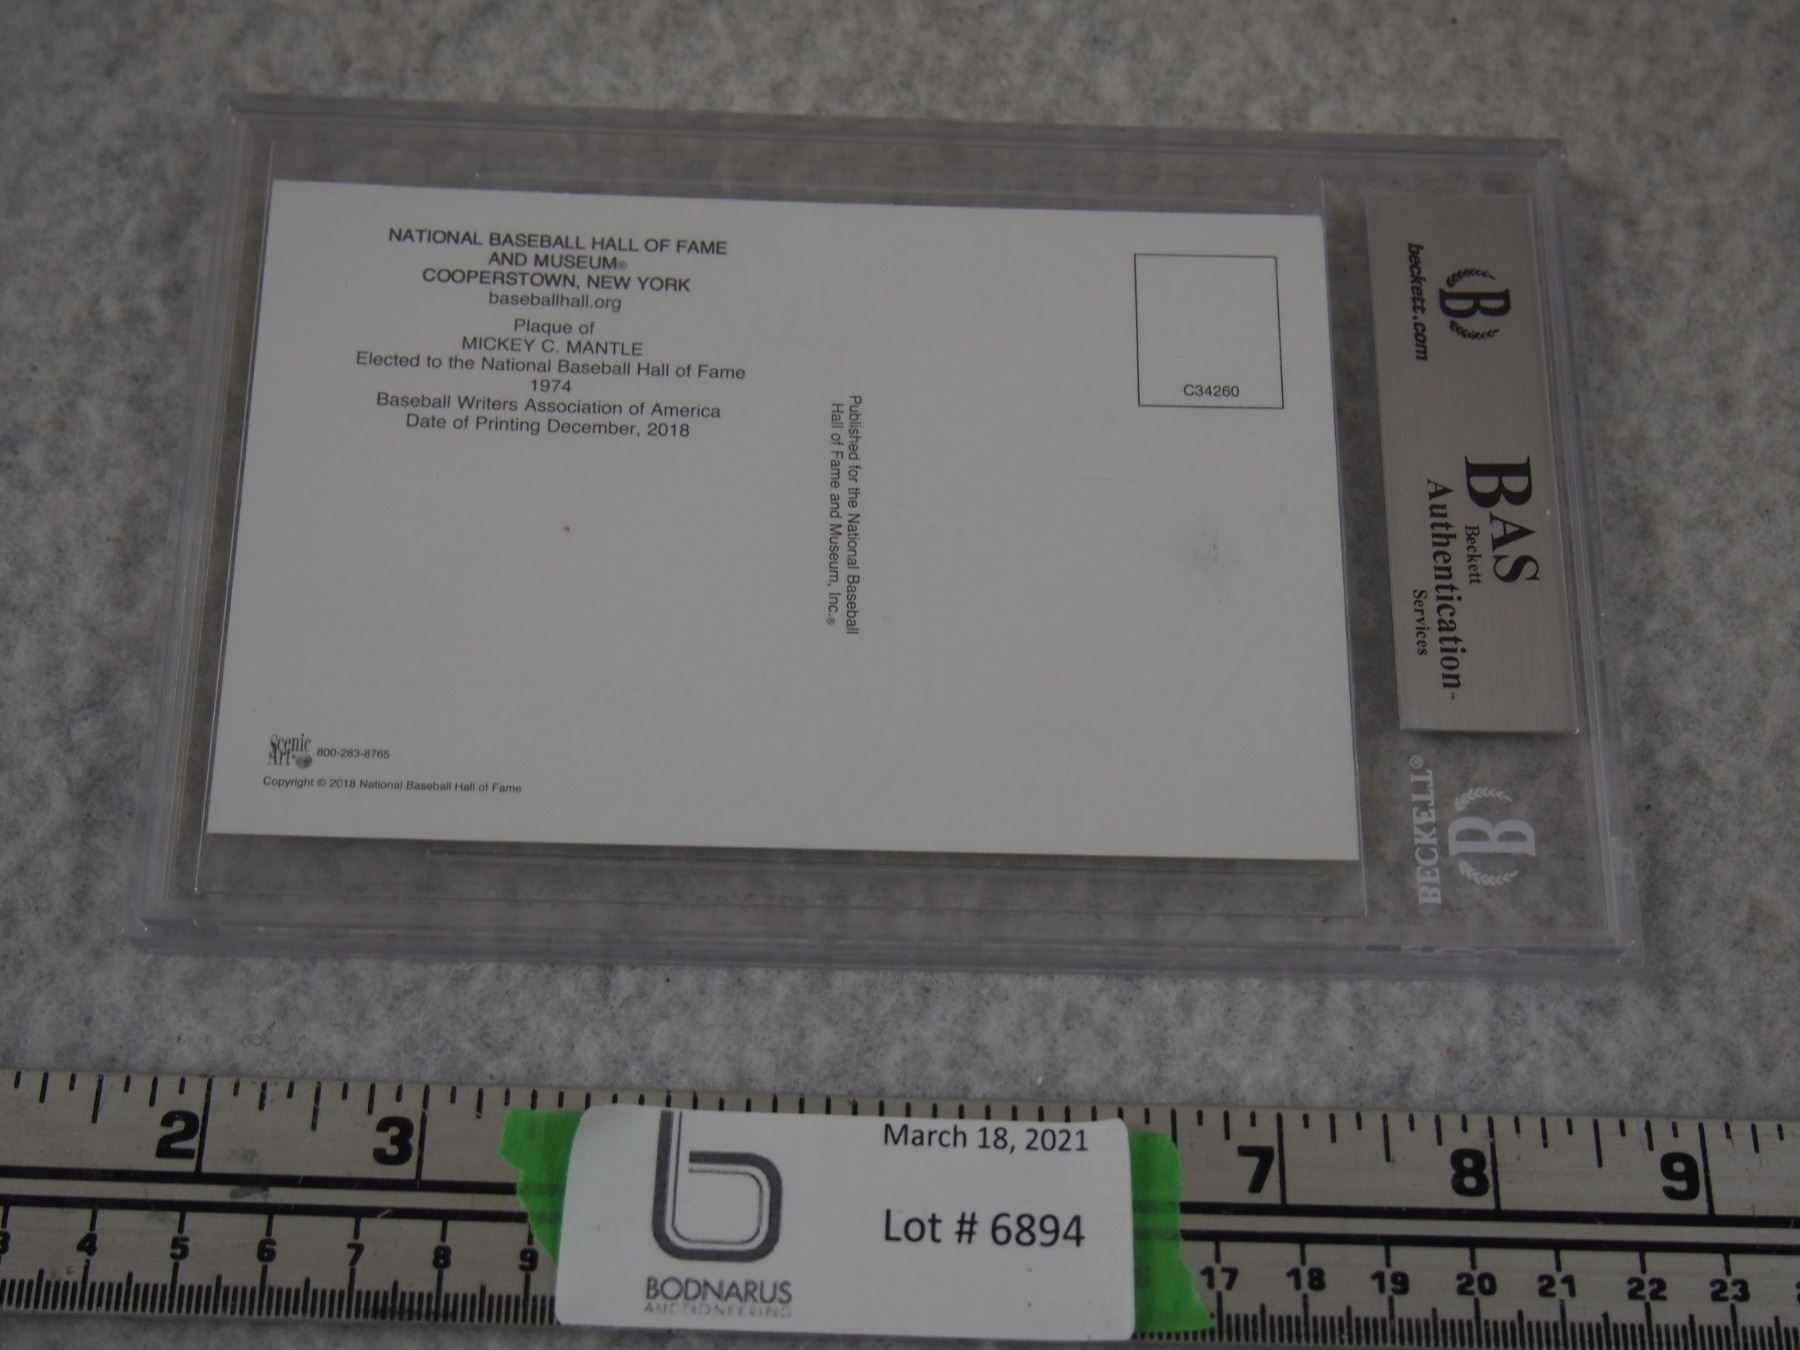 NATIONAL BASEBALL HALL OF FAME
AND MUSEUM®
COOPERSTOWN, NEW YORK
baseballhall.org
Plaque of
MICKEY C. MANTLE
Elected to the National Baseball Hall of Fame
1974
Baseball Writers Association of America
Date of Printing December, 2018
Published for the National Baseball
Hall of Fame and Museum, Inc.®
C34260
Scenic
Art
800-283-8765
Copyright © 2018 National Baseball Hall of Fame
B
beckett.com
BAS
Beckett
Authentication™
Services
B
BECKETT®
2 3 7 8 9
3 4 5 6 7 8 9 17 18 19 20 21 22 23
March 18, 2021
Lot # 6894
b
BODNARUS
AUCTIONEERING